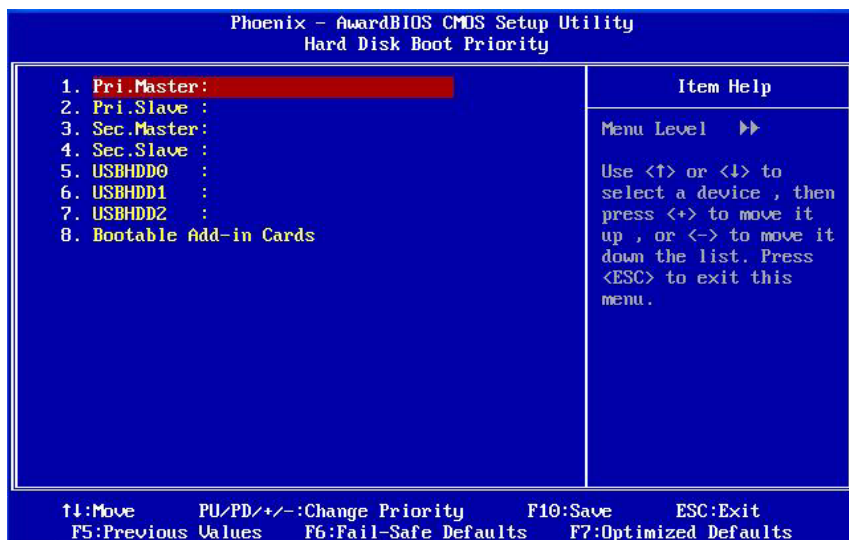 Phoenix - AwardBIOS CMOS Setup Utility
Hard Disk Boot Priority
1. Pri.Master:
2. Pri.Slave :
3. Sec.Master:
4. Sec.Slave :
5. USBHDD0 :
6. USBHDD1 :
7. USBHDD2 :
8. Bootable Add-in Cards
Item Help
Menu Level ▶▶
Use <↑> or <↓> to
select a device , then
press <+> to move it
up , or <-> to move it
down the list. Press
<ESC> to exit this
menu.
↑↓:Move PU/PD/+/-:Change Priority F10:Save ESC:Exit
F5:Previous Values F6:Fail-Safe Defaults F7:Optimized Defaults